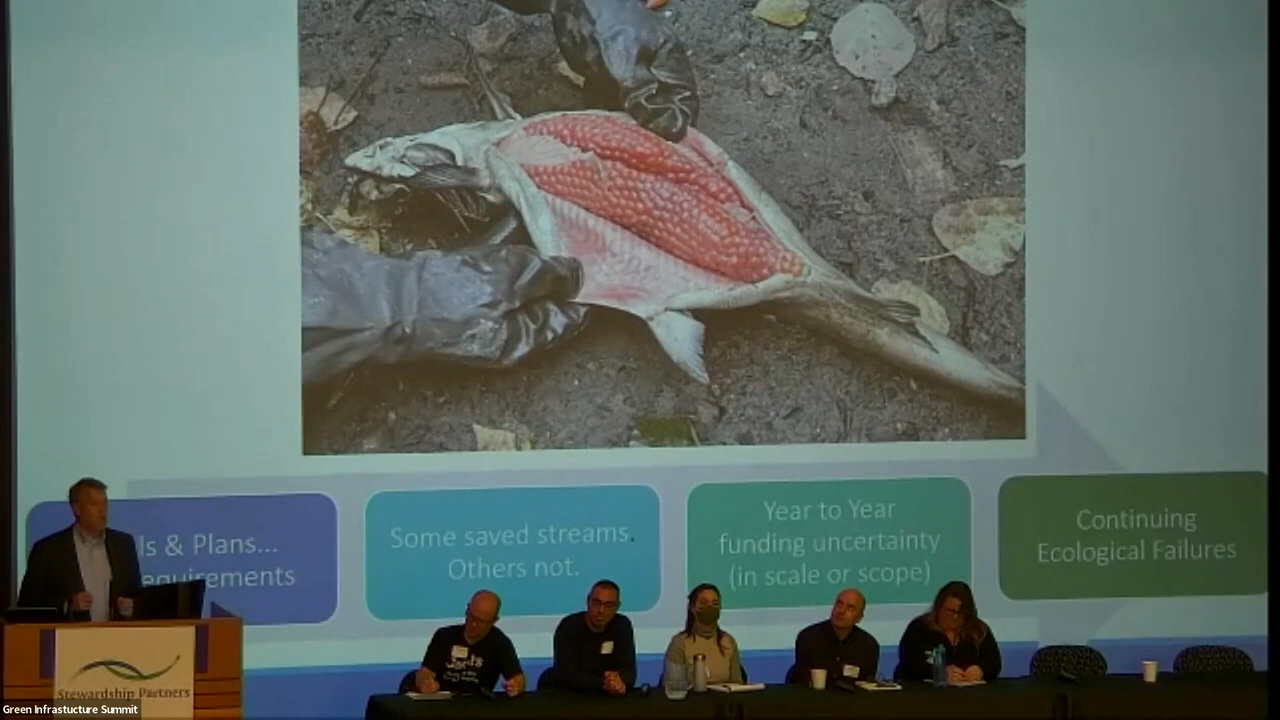 ls & Plans...
equirements
Some saved streams.
Others not.
Year to Year
funding uncertainty
(in scale or scope)
Continuing
Ecological Failures
Stewardship Partners
Green Infrastucture Summit